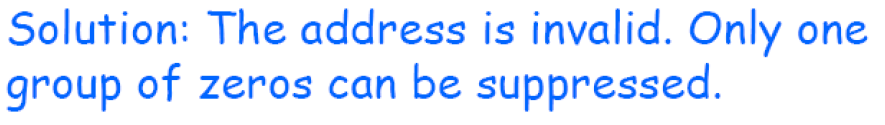 Solution: The address is invalid. Only one
group of zeros can be suppressed.